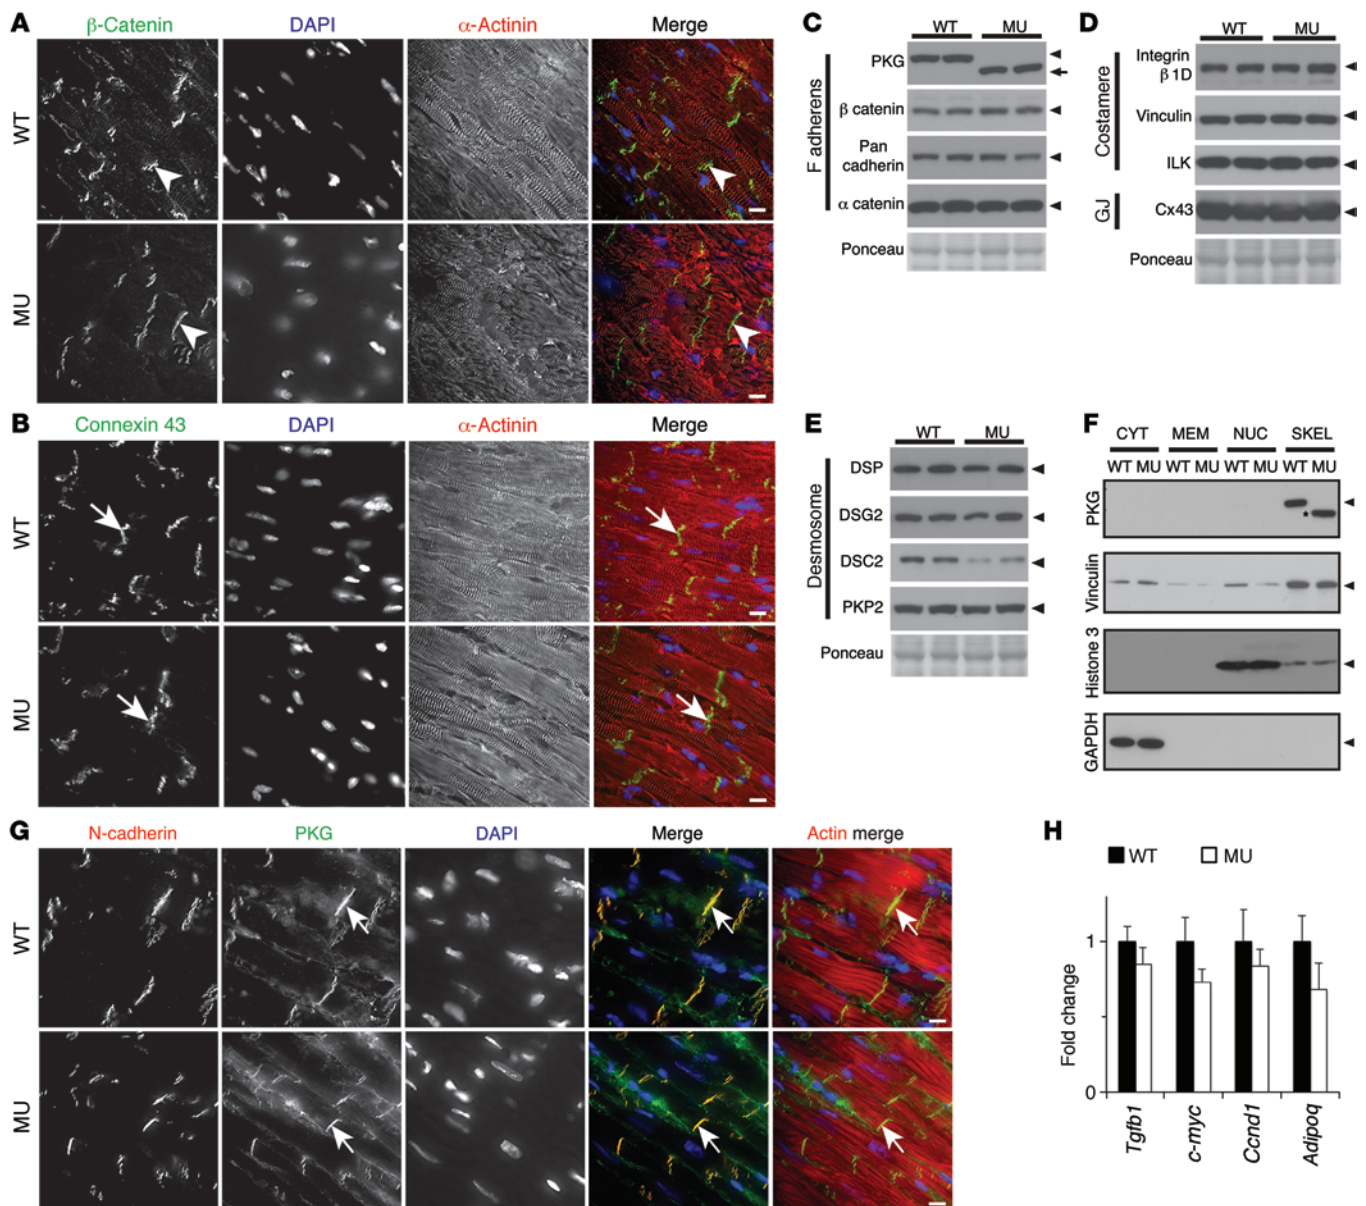 A
β-Catenin DAPI α-Actinin Merge
WT
MU
B
Connexin 43 DAPI α-Actinin Merge
WT
MU
C
WT MU
F adherens
PKG
β catenin
Pan
cadherin
α catenin
Ponceau
D
WT MU
Costamere
Integrin
β 1D
Vinculin
ILK
GJ
Cx43
Ponceau
E
WT MU
Desmosome
DSP
DSG2
DSC2
PKP2
Ponceau
F
CYT MEM NUC SKEL
WT MU WT MU WT MU WT MU
PKG
*
Vinculin
Histone 3
GAPDH
G
N-cadherin PKG DAPI Merge Actin merge
WT
MU
H
WT MU
Fold change
1
0
Tgfb1 c-myc Ccnd1 Adipoq